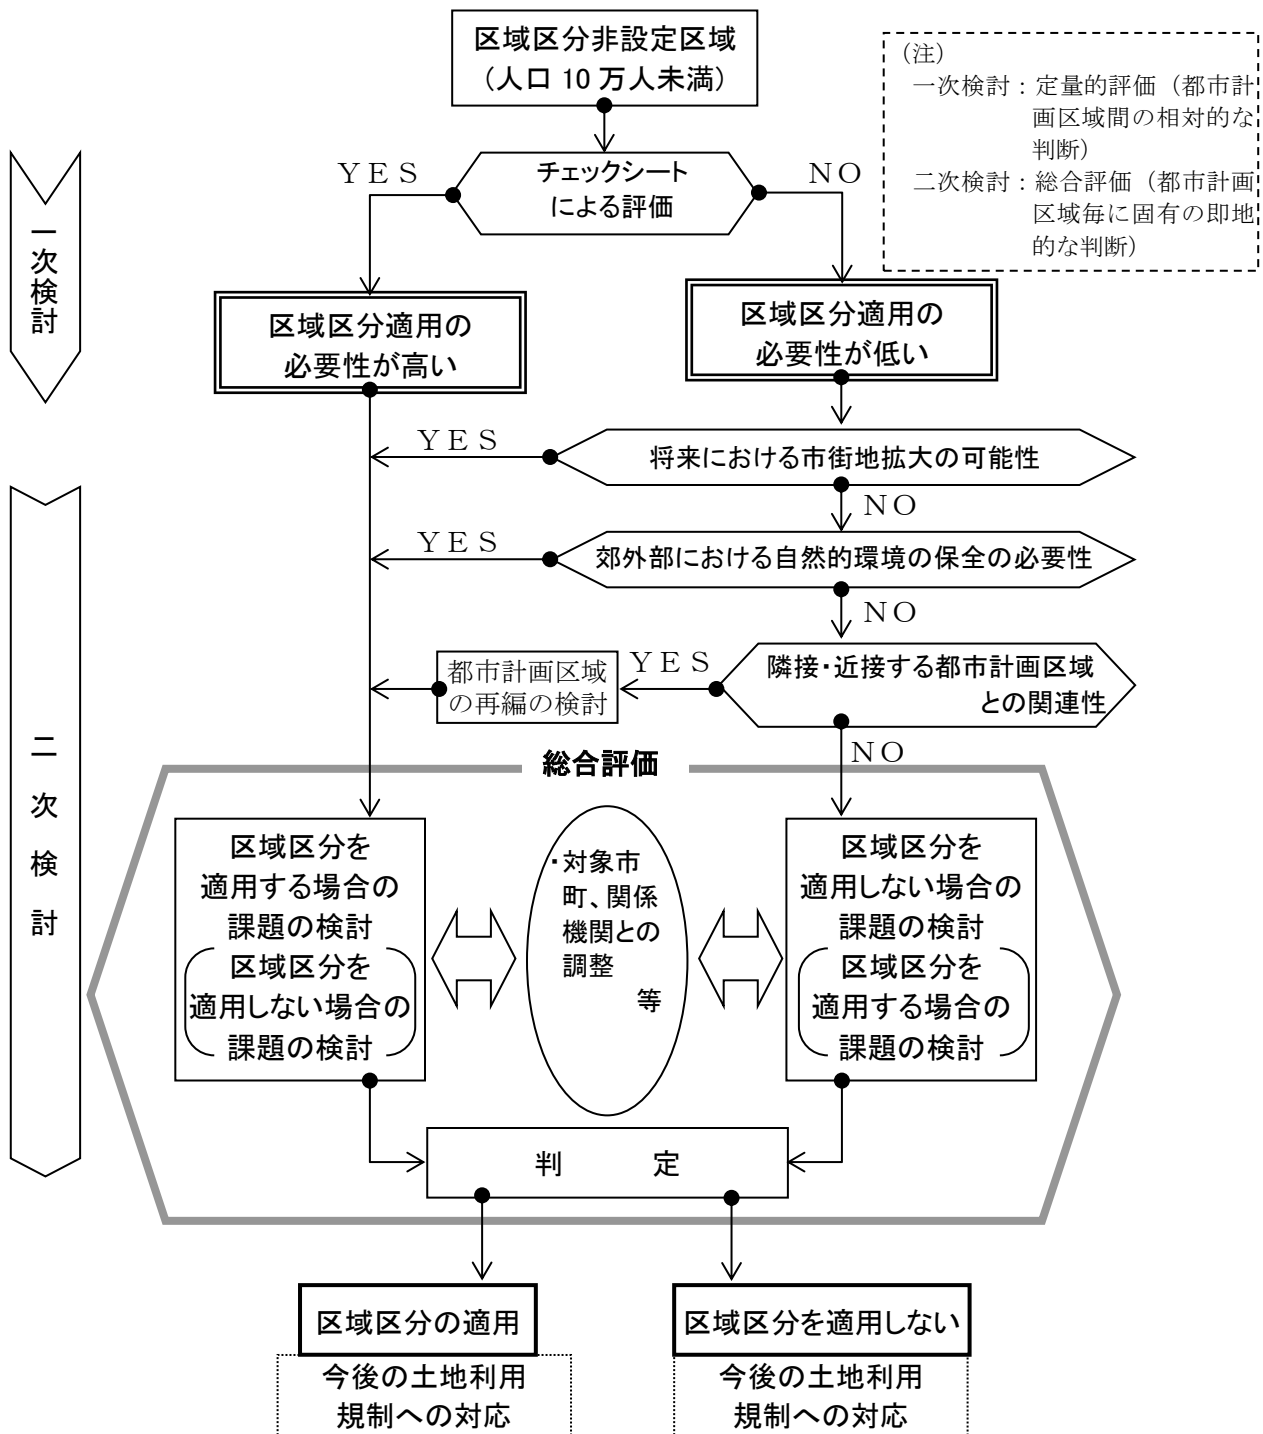 区域区分非設定区域
（人口 10 万人未満）
（注）
一次検討：定量的評価（都市計
画区域間の相対的な
判断）
二次検討：総合評価（都市計画
区域毎に固有の即地
的な判断）
一次検討
ＹＥＳ
チェックシート
による評価
ＮＯ
区域区分適用の
必要性が高い
区域区分適用の
必要性が低い
ＹＥＳ
将来における市街地拡大の可能性
ＮＯ
二次検討
ＹＥＳ
郊外部における自然的環境の保全の必要性
ＮＯ
都市計画区域
の再編の検討
ＹＥＳ
隣接・近接する都市計画区域
との関連性
ＮＯ
総合評価
区域区分を
適用する場合の
課題の検討
区域区分を
適用しない場合の
課題の検討
・対象市
町、関係
機関との
調整
等
区域区分を
適用しない場合の
課題の検討
区域区分を
適用する場合の
課題の検討
判　　定
区域区分の適用
今後の土地利用
規制への対応
区域区分を適用しない
今後の土地利用
規制への対応